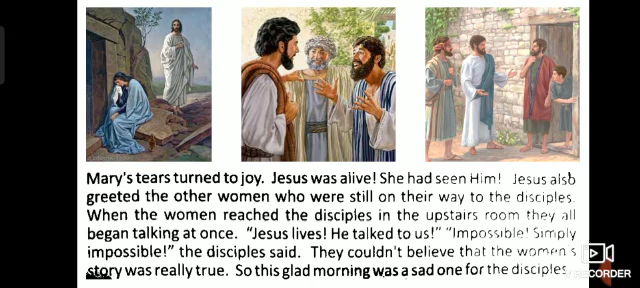 Mary's tears turned to joy. Jesus was alive! She had seen Him! Jesus also
greeted the other women who were still on their way to the disciples.
When the women reached the disciples in the upstairs room they all
began talking at once. "Jesus lives! He talked to us!" "Impossible! Simply
impossible!" the disciples said. They couldn't believe that the women's
story was really true. So this glad morning was a sad one for the disciples
RECORDER